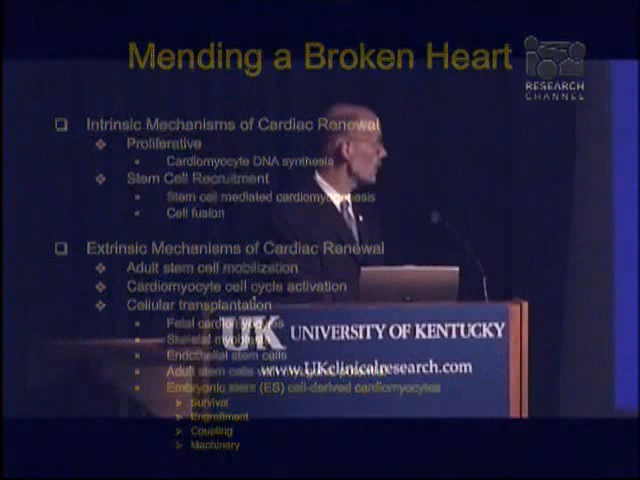 Mending a Broken Heart
RESEARCH
CHANNEL
❑ Intrinsic Mechanisms of Cardiac Renewal
❖ Proliferative
▪ Cardiomyocyte DNA synthesis
❖ Stem Cell Recruitment
▪ Stem cell mediated cardiomyogenesis
▪ Cell fusion
❑ Extrinsic Mechanisms of Cardiac Renewal
❖ Adult stem cell mobilization
❖ Cardiomyocyte cell cycle activation
❖ Cellular transplantation
▪ Fetal cardiomyocytes
▪ Skeletal myoblasts
▪ Endothelial stem cells
▪ Adult stem cells
▪ Embryonic stem (ES) cell-derived cardiomyocytes
➢ Survival
➢ Engraftment
➢ Coupling
➢ Machinery
UK UNIVERSITY OF KENTUCKY
www.UKclinicalresearch.com